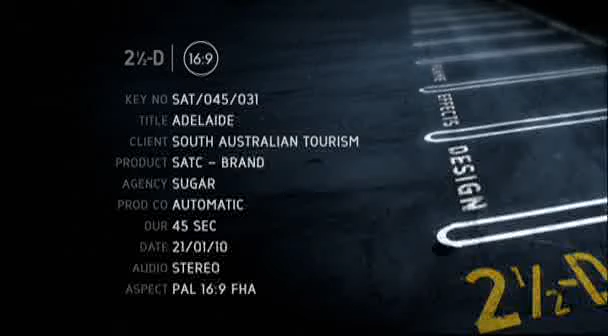 2½-D 16:9
KEY NO SAT/045/031
TITLE ADELAIDE
CLIENT SOUTH AUSTRALIAN TOURISM
PRODUCT SATC – BRAND
AGENCY SUGAR
PROD CO AUTOMATIC
DUR 45 SEC
DATE 21/01/10
AUDIO STEREO
ASPECT PAL 16:9 FHA
EFFECTS
DESIGN
2½-D